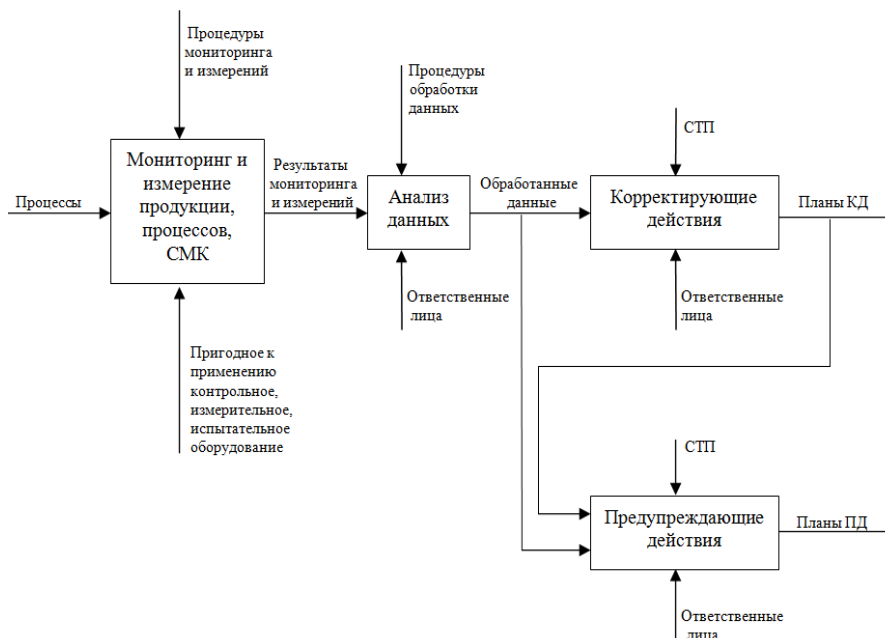 Процедуры
мониторинга
и измерений
Процедуры
обработки
данных
СТП
Мониторинг и
измерение
продукции,
процессов,
СМК
Процессы
Результаты
мониторинга
и измерений
Анализ
данных
Обработанные
данные
Корректирующие
действия
Планы КД
Ответственные
лица
Ответственные
лица
Пригодное к
применению
контрольное,
измерительное,
испытательное
оборудование
СТП
Предупреждающие
действия
Планы ПД
Ответственные
лица